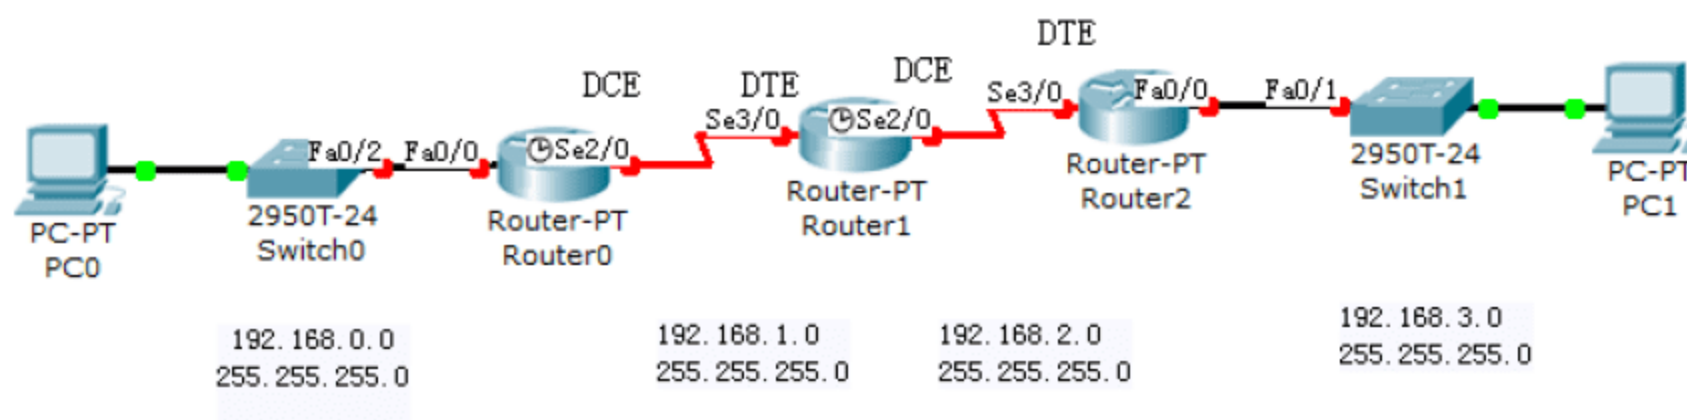 DTE
DCE
DTE
DCE
Fa0/2
Fa0/0
Se2/0
Se3/0
Se2/0
Se3/0
Fa0/0
Fa0/1
PC-PT
PC0
2950T-24
Switch0
Router-PT
Router0
Router-PT
Router1
Router-PT
Router2
2950T-24
Switch1
PC-PT
PC1
192.168.0.0
255.255.255.0
192.168.1.0
255.255.255.0
192.168.2.0
255.255.255.0
192.168.3.0
255.255.255.0